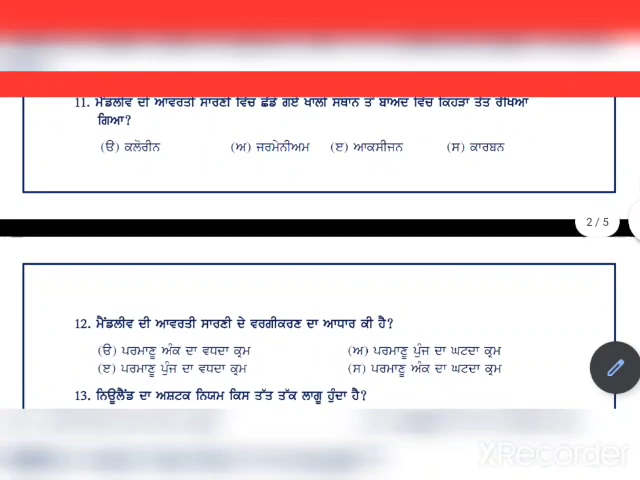 11. ਮੈਂਡਲੀਵ ਦੀ ਆਵਰਤੀ ਸਾਰਣੀ ਵਿੱਚ ਛੱਡੇ ਗਏ ਖਾਲੀ ਸਥਾਨ ਤੇ ਬਾਅਦ ਵਿੱਚ ਕਿਹੜਾ ਤੱਤ ਰੱਖਿਆ
ਗਿਆ?
(ੳ) ਕਲੋਰੀਨ (ਅ) ਜਰਮੇਨੀਅਮ (ੲ) ਆਕਸੀਜਨ (ਸ) ਕਾਰਬਨ
2 / 5
12. ਮੈਂਡਲੀਵ ਦੀ ਆਵਰਤੀ ਸਾਰਣੀ ਦੇ ਵਰਗੀਕਰਣ ਦਾ ਆਧਾਰ ਕੀ ਹੈ?
(ੳ) ਪਰਮਾਣੂ ਅੰਕ ਦਾ ਵਧਦਾ ਕ੍ਰਮ (ਅ) ਪਰਮਾਣੂ ਪੁੰਜ ਦਾ ਘਟਦਾ ਕ੍ਰਮ
(ੲ) ਪਰਮਾਣੂ ਪੁੰਜ ਦਾ ਵਧਦਾ ਕ੍ਰਮ (ਸ) ਪਰਮਾਣੂ ਅੰਕ ਦਾ ਘਟਦਾ ਕ੍ਰਮ
13. ਨਿਊਲੈਂਡ ਦਾ ਅਸ਼ਟਕ ਨਿਯਮ ਕਿਸ ਤੱਤ ਤੱਕ ਲਾਗੂ ਹੁੰਦਾ ਹੈ?
XRecorder